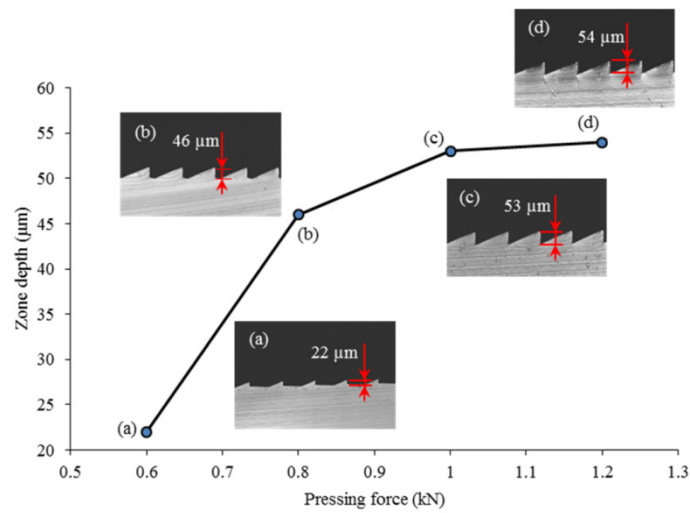 (d)
54 µm
60
55
50
45
40
35
30
25
20
Zone depth (µm)
(b)
46 µm
(c)
(d)
(b)
(c)
53 µm
(a)
22 µm
(a)
0.5 0.6 0.7 0.8 0.9 1 1.1 1.2 1.3
Pressing force (kN)